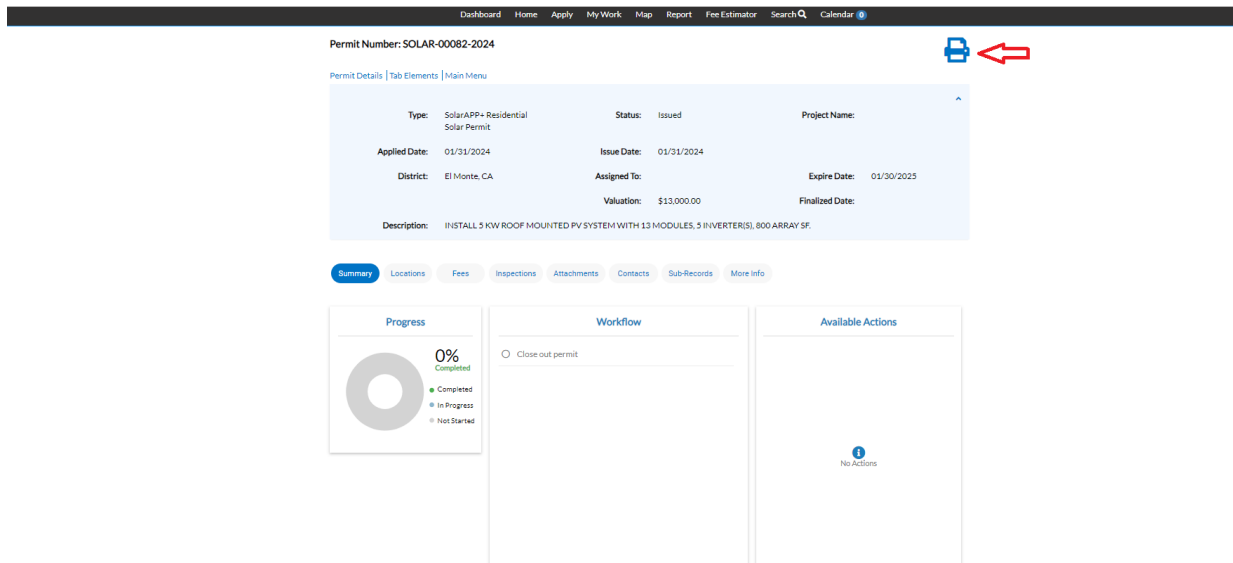 Dashboard Home Apply My Work Map Report Fee Estimator Search Calendar 0
Permit Number: SOLAR-00082-2024
Permit Details | Tab Elements | Main Menu
Type: SolarAPP+ Residential Solar Permit
Status: Issued
Project Name:
Applied Date: 01/31/2024
Issue Date: 01/31/2024
District: El Monte, CA
Assigned To:
Expire Date: 01/30/2025
Valuation: $13,000.00
Finalized Date:
Description: INSTALL 5 KW ROOF MOUNTED PV SYSTEM WITH 13 MODULES, 5 INVERTER(S), 800 ARRAY SF.
Summary Locations Fees Inspections Attachments Contacts Sub-Records More Info
Progress
0%
Completed
Completed
In Progress
Not Started
Workflow
Close out permit
Available Actions
No Actions